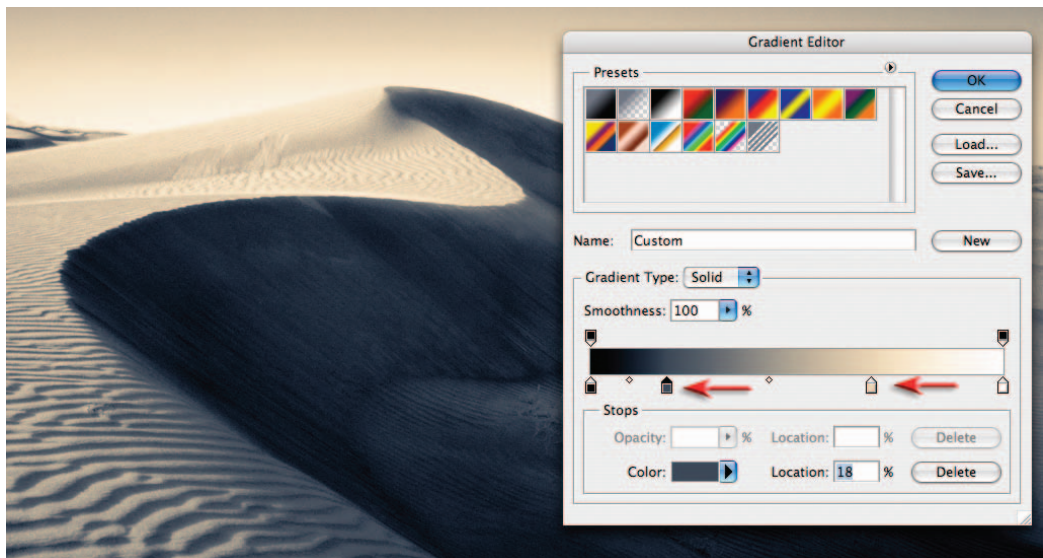 Gradient Editor
Presets
OK
Cancel
Load...
Save...
Name: Custom
New
Gradient Type: Solid
Smoothness: 100 %
Stops
Opacity: % Location: % Delete
Color: Location: 18 % Delete